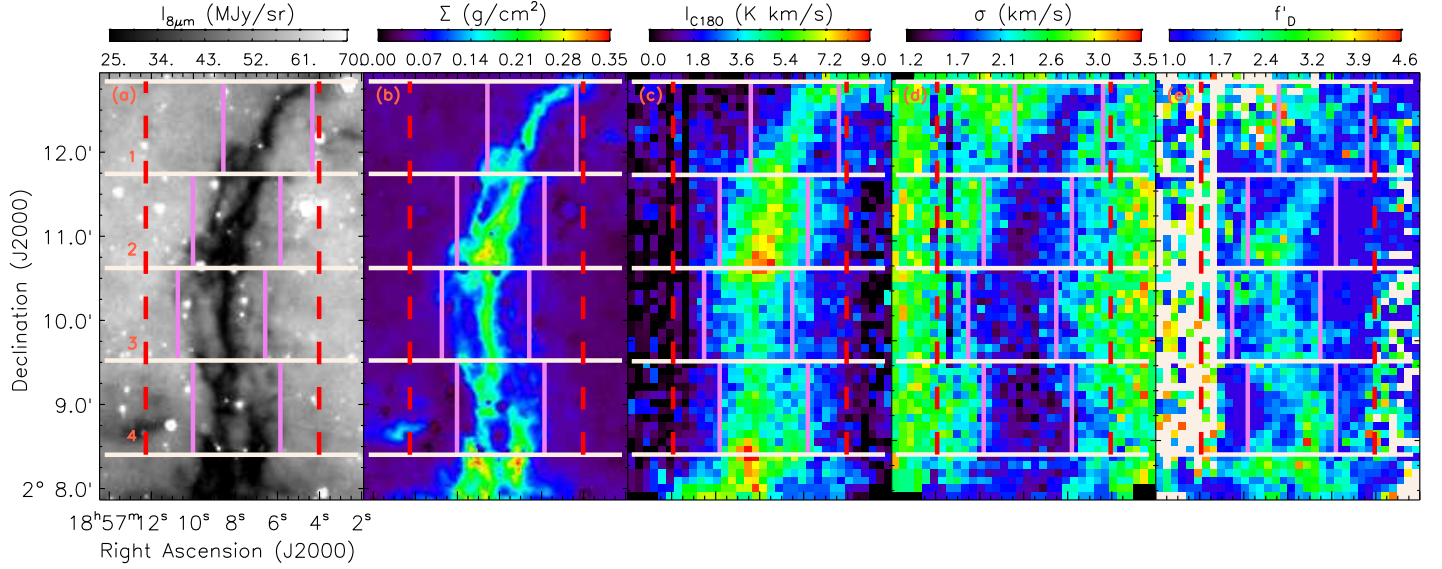 I8μm (MJy/sr) Σ (g/cm²) IC180 (K km/s) σ (km/s) f'D
25. 34. 43. 52. 61. 700.00 0.07 0.14 0.21 0.28 0.35 0.0 1.8 3.6 5.4 7.2 9.0 1.2 1.7 2.1 2.6 3.0 3.5 1.0 1.7 2.4 3.2 3.9 4.6
(a) (b) (c) (d) (e)
12.0'
1
11.0'
2
10.0'
3
9.0'
4
2° 8.0'
Declination (J2000)
18h57m12s 10s 8s 6s 4s 2s
Right Ascension (J2000)